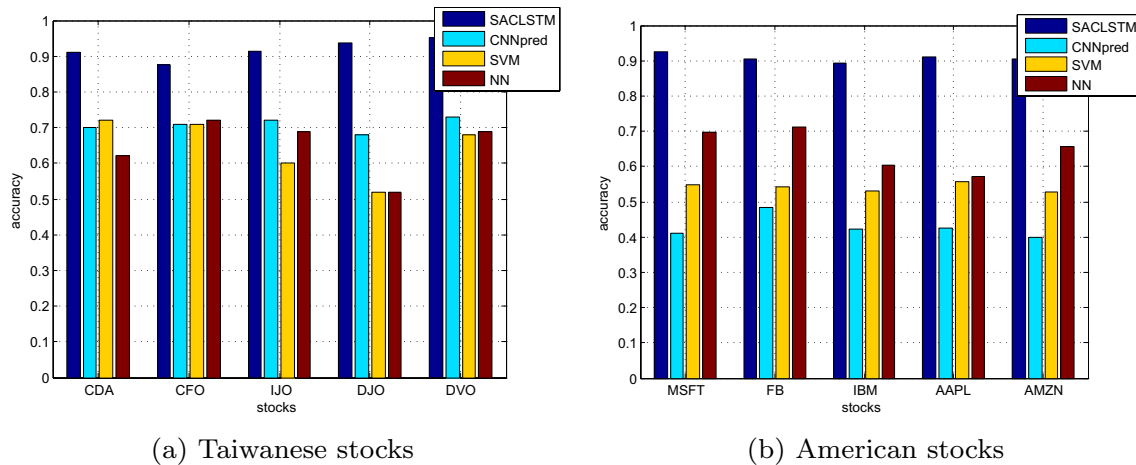 1
0.9
0.8
0.7
0.6
0.5
0.4
0.3
0.2
0.1
0
accuracy
CDA CFO IJO DJO DVO
stocks
SACLSTM
CNNpred
SVM
NN
(a) Taiwanese stocks
1
0.9
0.8
0.7
0.6
0.5
0.4
0.3
0.2
0.1
0
accuracy
MSFT FB IBM AAPL AMZN
stocks
SACLSTM
CNNpred
SVM
NN
(b) American stocks